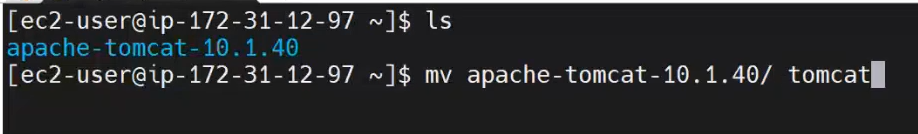 [ec2-user@ip-172-31-12-97 ~]$ ls
apache-tomcat-10.1.40
[ec2-user@ip-172-31-12-97 ~]$ mv apache-tomcat-10.1.40/ tomcat